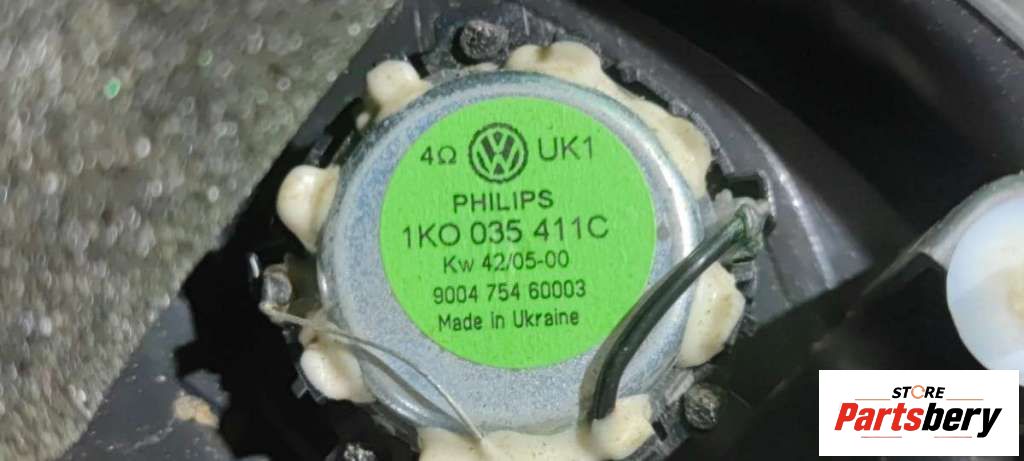 4Ω VW UK1
PHILIPS
1KO 035 411C
Kw 42/05-00
9004 754 60003
Made in Ukraine
STORE
Partsbery